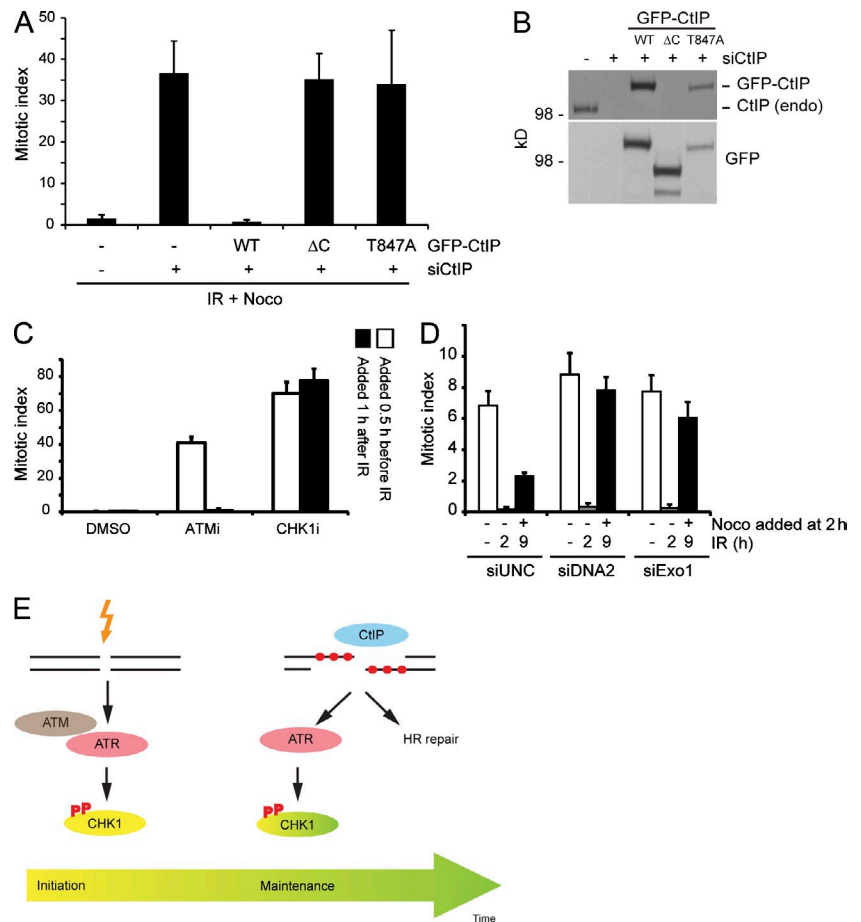 A
Mitotic index
50
40
30
20
10
0
- - WT ΔC T847A GFP-CtIP
- + + + + siCtIP
IR + Noco
B
GFP-CtIP
WT ΔC T847A
- + + + + siCtIP
GFP-CtIP
CtIP (endo)
98 -
kD
98 -
GFP
C
Mitotic index
80
60
40
20
0
DMSO ATMi CHK1i
Added 0.5 h before IR
Added 1 h after IR
D
Mitotic index
10
8
6
4
2
0
- - + - - + - - + Noco added at 2 h
- 2 9 - 2 9 - 2 9 IR (h)
siUNC siDNA2 siExo1
E
CtIP
ATM
ATR
ATR
HR repair
PP
CHK1
PP
CHK1
Initiation Maintenance
Time